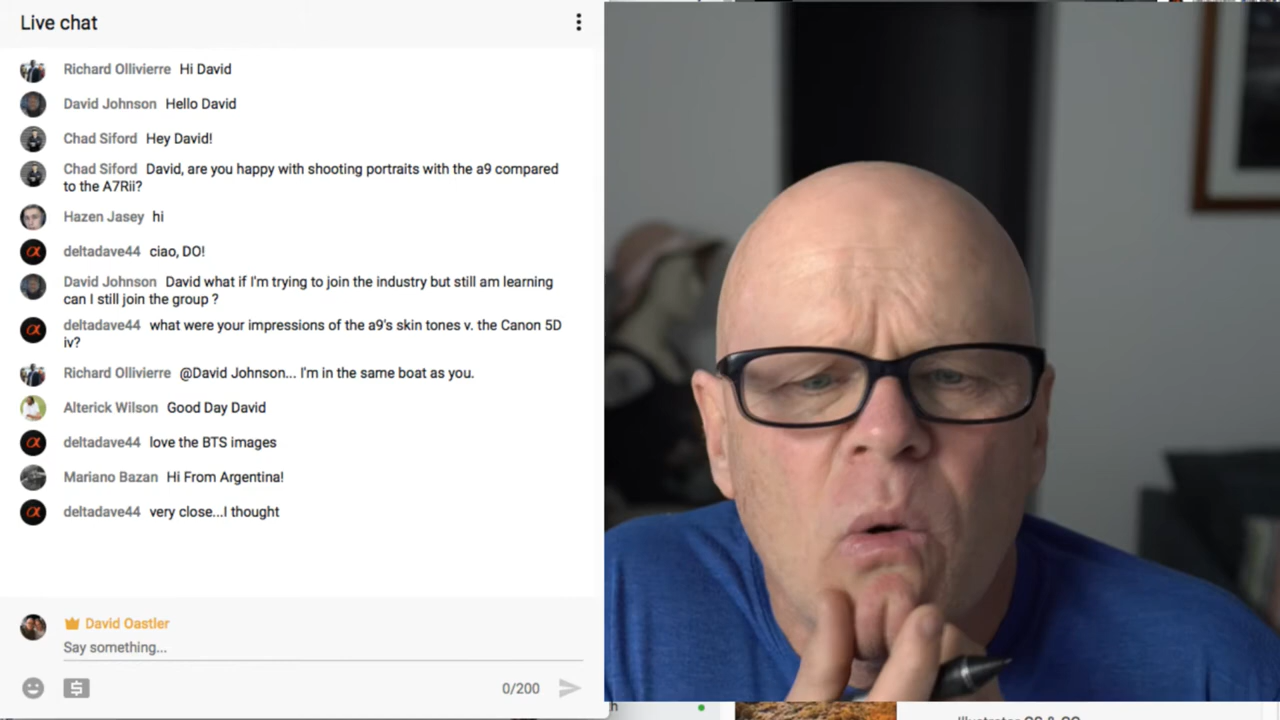 Live chat
Richard Ollivierre Hi David
David Johnson Hello David
Chad Siford Hey David!
Chad Siford David, are you happy with shooting portraits with the a9 compared
to the A7Rii?
Hazen Jasey hi
deltadave44 ciao, DO!
David Johnson David what if I'm trying to join the industry but still am learning
can I still join the group ?
deltadave44 what were your impressions of the a9's skin tones v. the Canon 5D
iv?
Richard Ollivierre @David Johnson... I'm in the same boat as you.
Alterick Wilson Good Day David
deltadave44 love the BTS images
Mariano Bazan Hi From Argentina!
deltadave44 very close...I thought
David Oastler
Say something...
0/200